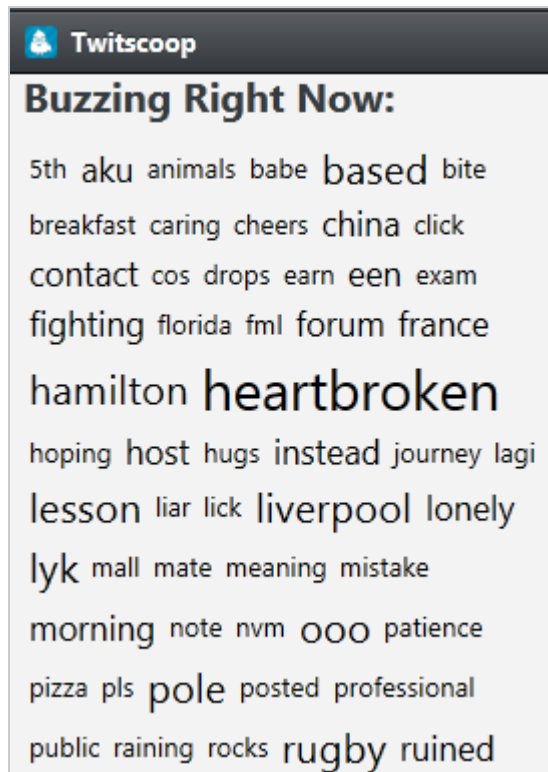 Twitscoop
Buzzing Right Now:
5th aku animals babe based bite
breakfast caring cheers china click
contact cos drops earn een exam
fighting florida fml forum france
hamilton heartbroken
hoping host hugs instead journey lagi
lesson liar lick liverpool lonely
lyk mall mate meaning mistake
morning note nvm ooo patience
pizza pls pole posted professional
public raining rocks rugby ruined